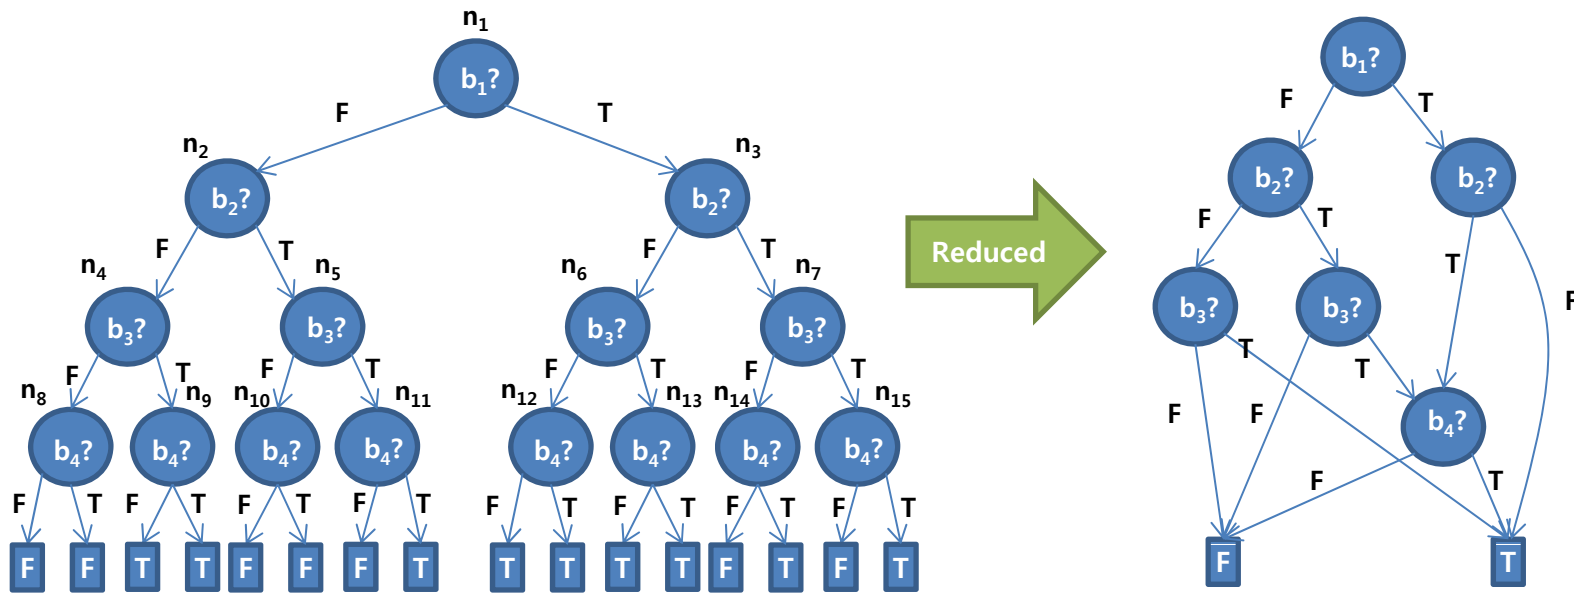 n1
b1?
F T
n2 n3
b2? b2?
F T F T
n4 n5 n6 n7
b3? b3? b3? b3?
F T F T F T F T
n8 n9 n10 n11 n12 n13 n14 n15
b4? b4? b4? b4? b4? b4? b4? b4?
F T F T F T F T F T F T F T F T
F F T T F F F T T T T T F T F T
Reduced
b1?
F T
b2? b2?
F T T F
b3? b3?
T T
F F b4?
F T
F T